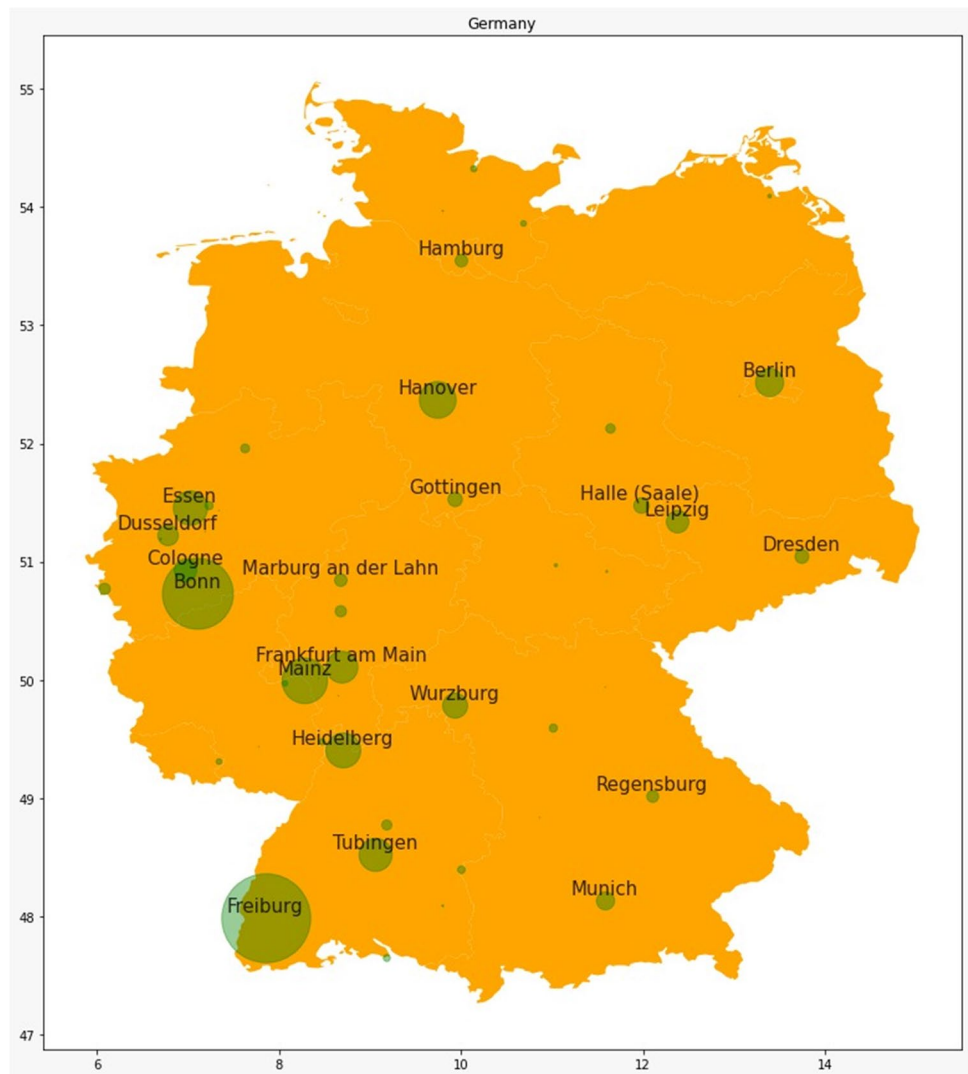 Germany
55
54
Hamburg
53
Berlin
Hanover
52
Gottingen
Halle (Saale)
Essen
Leipzig
Dusseldorf
Dresden
51
Cologne
Marburg an der Lahn
Bonn
Frankfurt am Main
Mainz
50
Wurzburg
Heidelberg
Regensburg
49
Tubingen
Munich
Freiburg
48
47
6 8 10 12 14